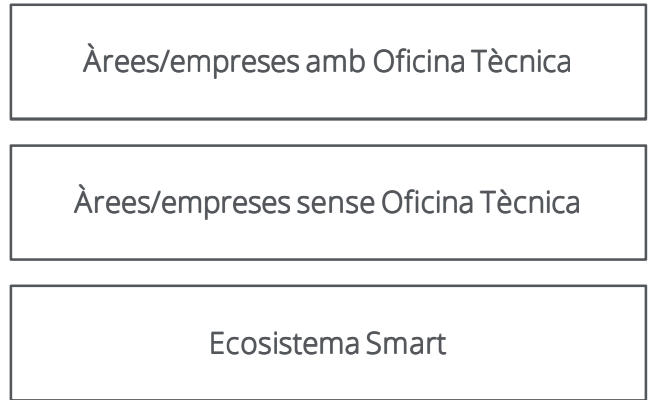 Àrees/empreses amb Oficina Tècnica
Àrees/empreses sense Oficina Tècnica
Ecosistema Smart